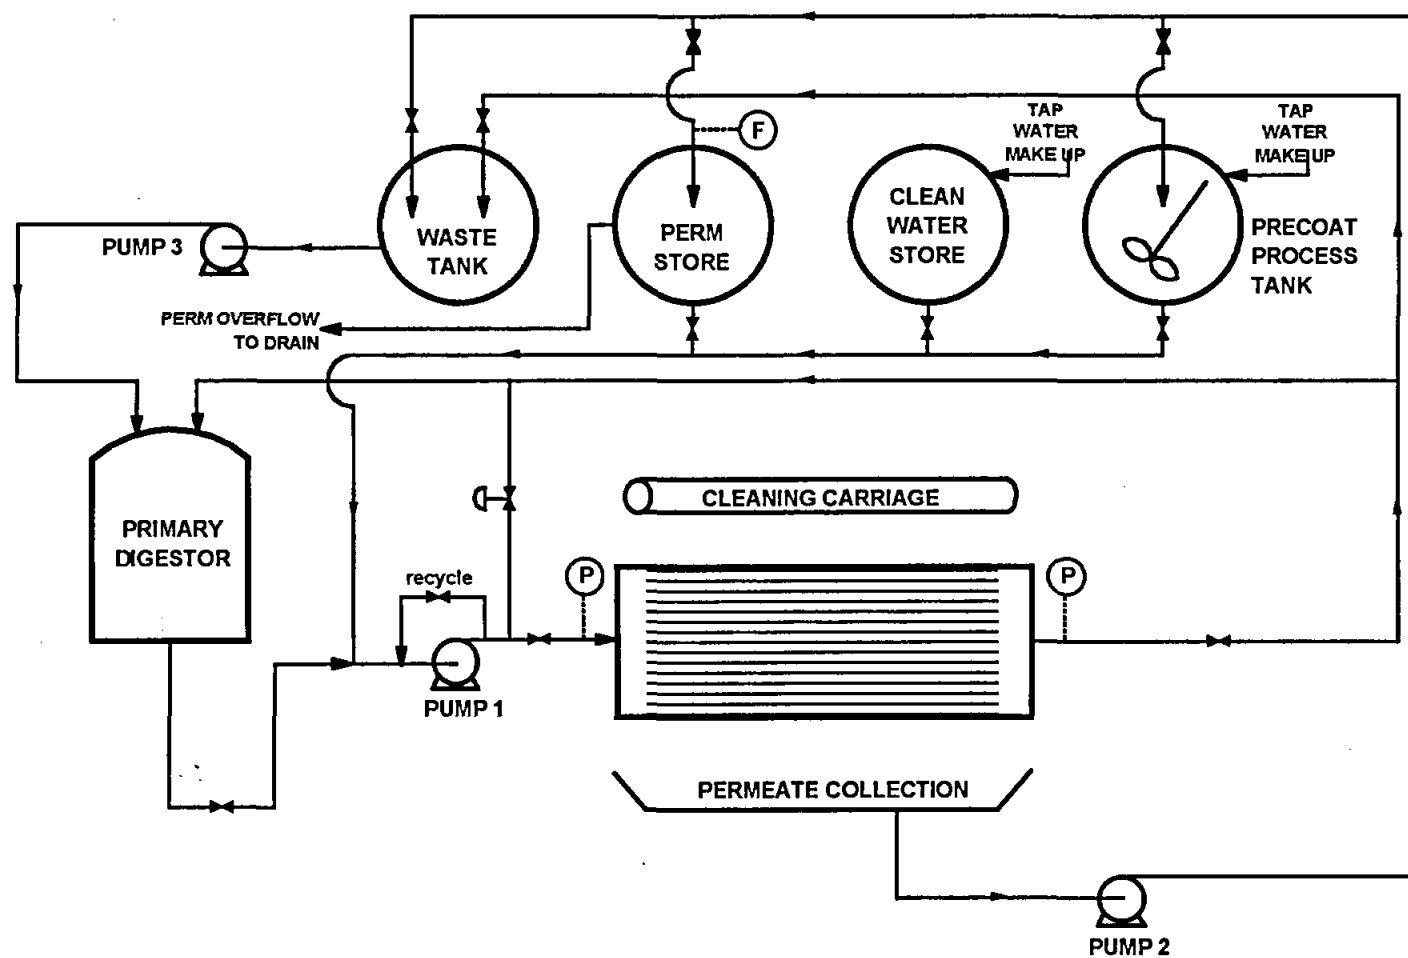 TAP
WATER
MAKE UP
TAP
WATER
MAKE UP
F
WASTE
TANK
PERM
STORE
CLEAN
WATER
STORE
PRECOAT
PROCESS
TANK
PUMP 3
PERM OVERFLOW
TO DRAIN
PRIMARY
DIGESTOR
CLEANING CARRIAGE
recycle
P
P
PUMP 1
PERMEATE COLLECTION
PUMP 2